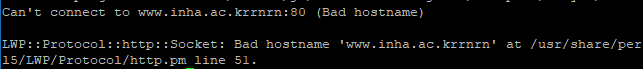 Can't connect to www.inha.ac.krrnrn:80 (Bad hostname)
LWP::Protocol::http::Socket: Bad hostname 'www.inha.ac.krrnrn' at /usr/share/per
l5/LWP/Protocol/http.pm line 51.